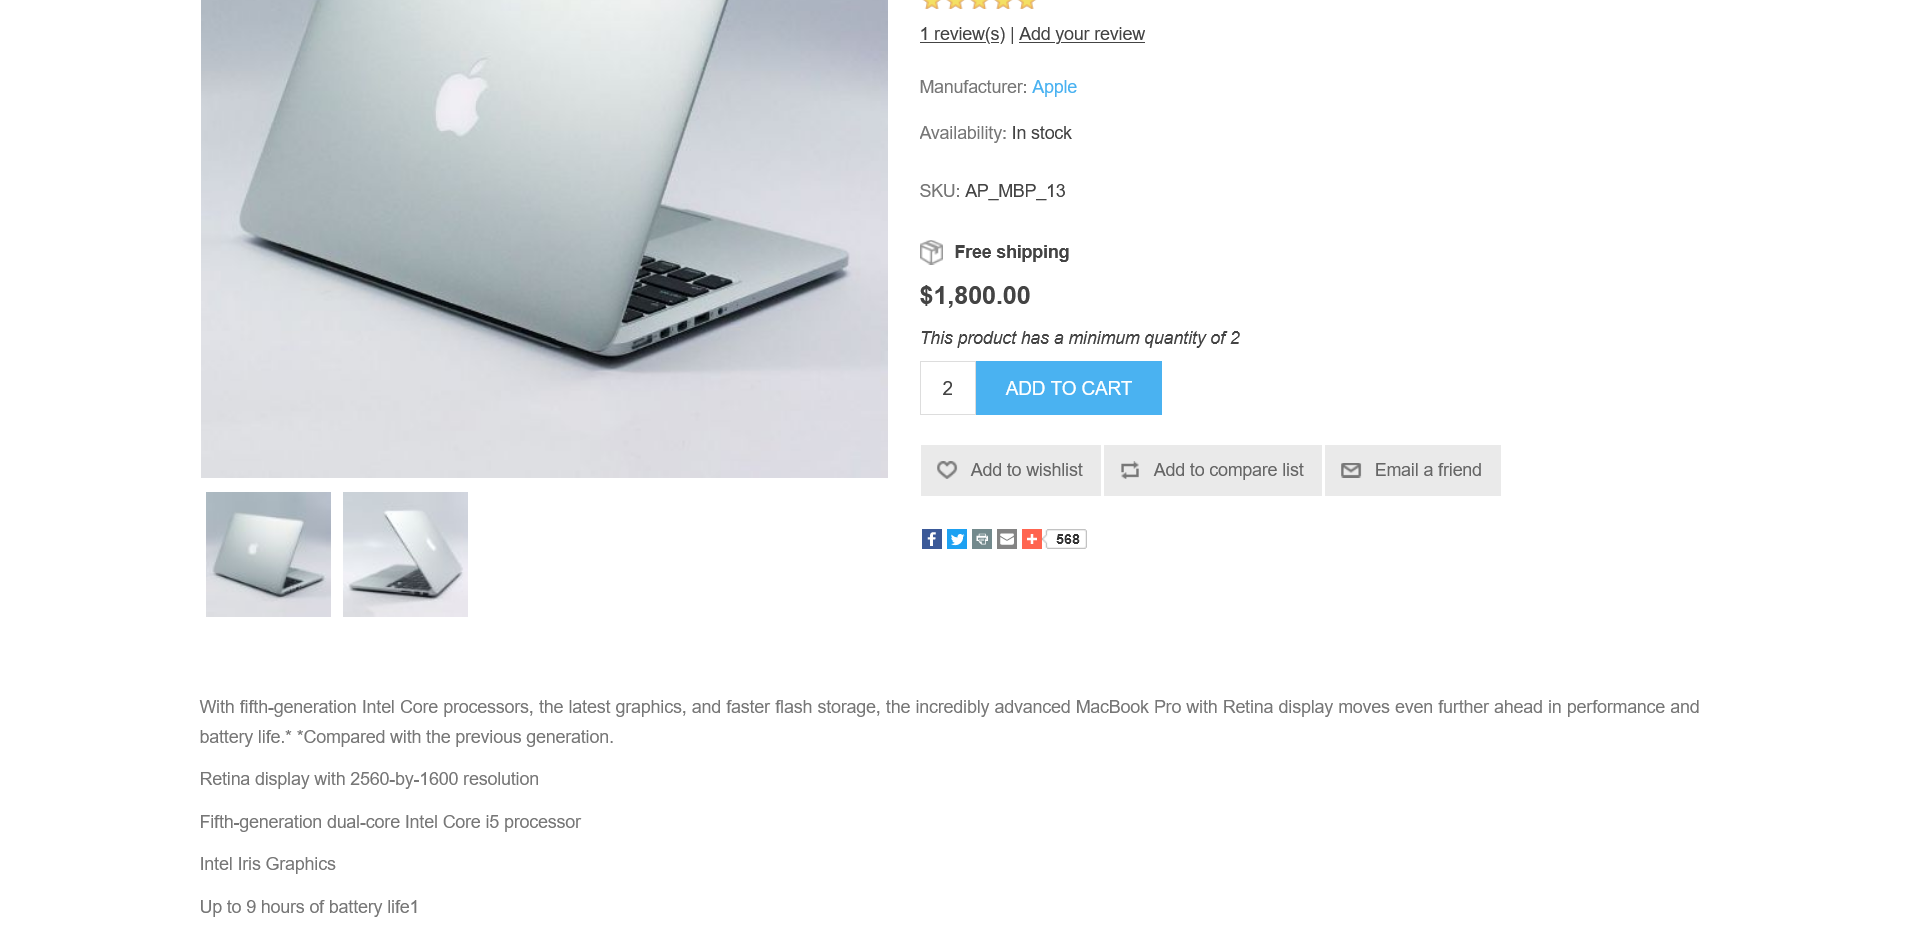 1 review(s) | Add your review
Manufacturer: Apple
Availability: In stock
SKU: AP_MBP_13
Free shipping
$1,800.00
This product has a minimum quantity of 2
2 ADD TO CART
Add to wishlist Add to compare list Email a friend
568
With fifth-generation Intel Core processors, the latest graphics, and faster flash storage, the incredibly advanced MacBook Pro with Retina display moves even further ahead in performance and
battery life.* *Compared with the previous generation.
Retina display with 2560-by-1600 resolution
Fifth-generation dual-core Intel Core i5 processor
Intel Iris Graphics
Up to 9 hours of battery life1